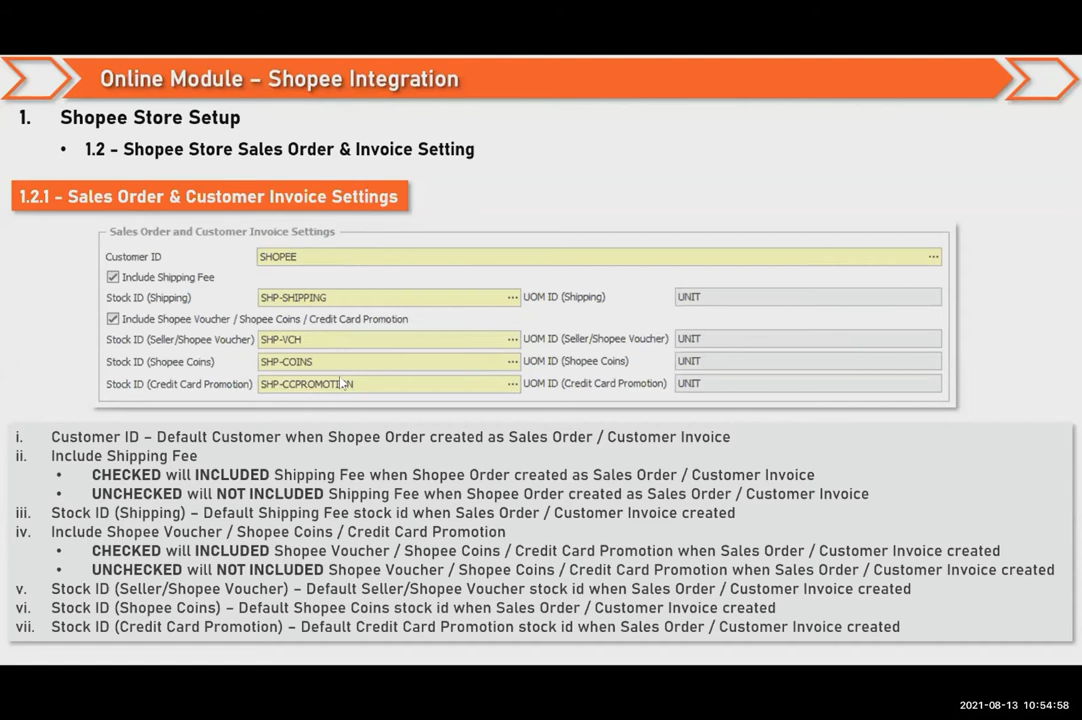 Online Module – Shopee Integration
1. Shopee Store Setup
• 1.2 - Shopee Store Sales Order & Invoice Setting
1.2.1 - Sales Order & Customer Invoice Settings
Sales Order and Customer Invoice Settings
Customer ID SHOPEE ...
Include Shipping Fee
Stock ID (Shipping) SHP-SHIPPING ... UOM ID (Shipping) UNIT
Include Shopee Voucher / Shopee Coins / Credit Card Promotion
Stock ID (Seller/Shopee Voucher) SHP-VCH ... UOM ID (Seller/Shopee Voucher) UNIT
Stock ID (Shopee Coins) SHP-COINS ... UOM ID (Shopee Coins) UNIT
Stock ID (Credit Card Promotion) SHP-CCPROMOTION ... UOM ID (Credit Card Promotion) UNIT
i. Customer ID – Default Customer when Shopee Order created as Sales Order / Customer Invoice
ii. Include Shipping Fee
• CHECKED will INCLUDED Shipping Fee when Shopee Order created as Sales Order / Customer Invoice
• UNCHECKED will NOT INCLUDED Shipping Fee when Shopee Order created as Sales Order / Customer Invoice
iii. Stock ID (Shipping) – Default Shipping Fee stock id when Sales Order / Customer Invoice created
iv. Include Shopee Voucher / Shopee Coins / Credit Card Promotion
• CHECKED will INCLUDED Shopee Voucher / Shopee Coins / Credit Card Promotion when Sales Order / Customer Invoice created
• UNCHECKED will NOT INCLUDED Shopee Voucher / Shopee Coins / Credit Card Promotion when Sales Order / Customer Invoice created
v. Stock ID (Seller/Shopee Voucher) – Default Seller/Shopee Voucher stock id when Sales Order / Customer Invoice created
vi. Stock ID (Shopee Coins) – Default Shopee Coins stock id when Sales Order / Customer Invoice created
vii. Stock ID (Credit Card Promotion) – Default Credit Card Promotion stock id when Sales Order / Customer Invoice created
2021-08-13 10:54:58